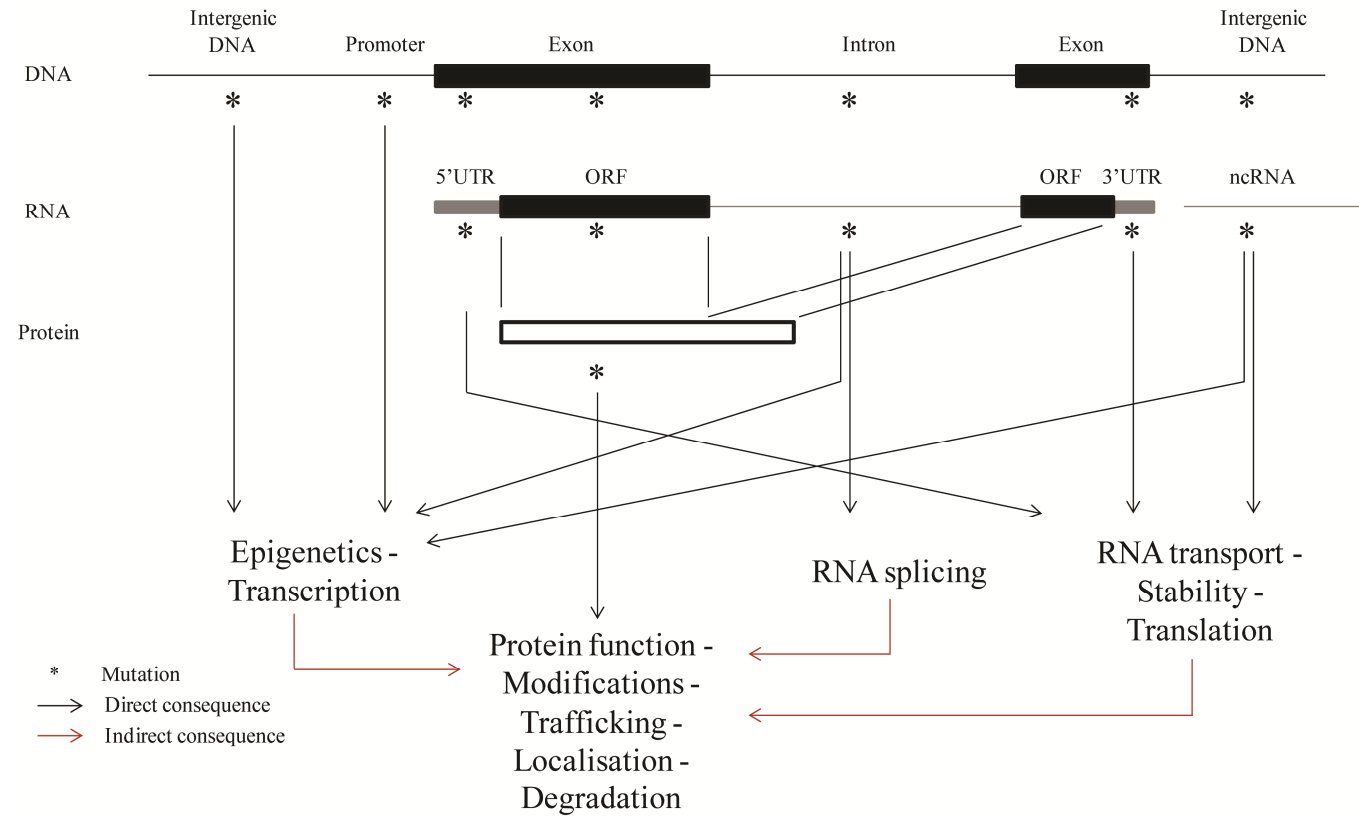 Intergenic
DNA
Promoter
Exon
Intron
Exon
Intergenic
DNA
DNA
* * * * * * *
5’UTR
ORF
ORF
3’UTR
ncRNA
RNA
* * * * *
Protein
*
Epigenetics -
Transcription
RNA splicing
RNA transport -
Stability -
Translation
Protein function -
Modifications -
Trafficking -
Localisation -
Degradation
* Mutation
Direct consequence
Indirect consequence